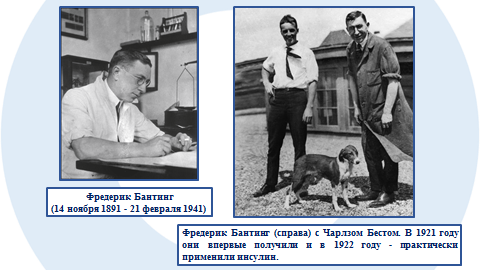 Фредерик Бантинг
(14 ноября 1891 - 21 февраля 1941)
Фредерик Бантинг (справа) с Чарлзом Бестом. В 1921 году
они впервые получили и в 1922 году - практически
применили инсулин.